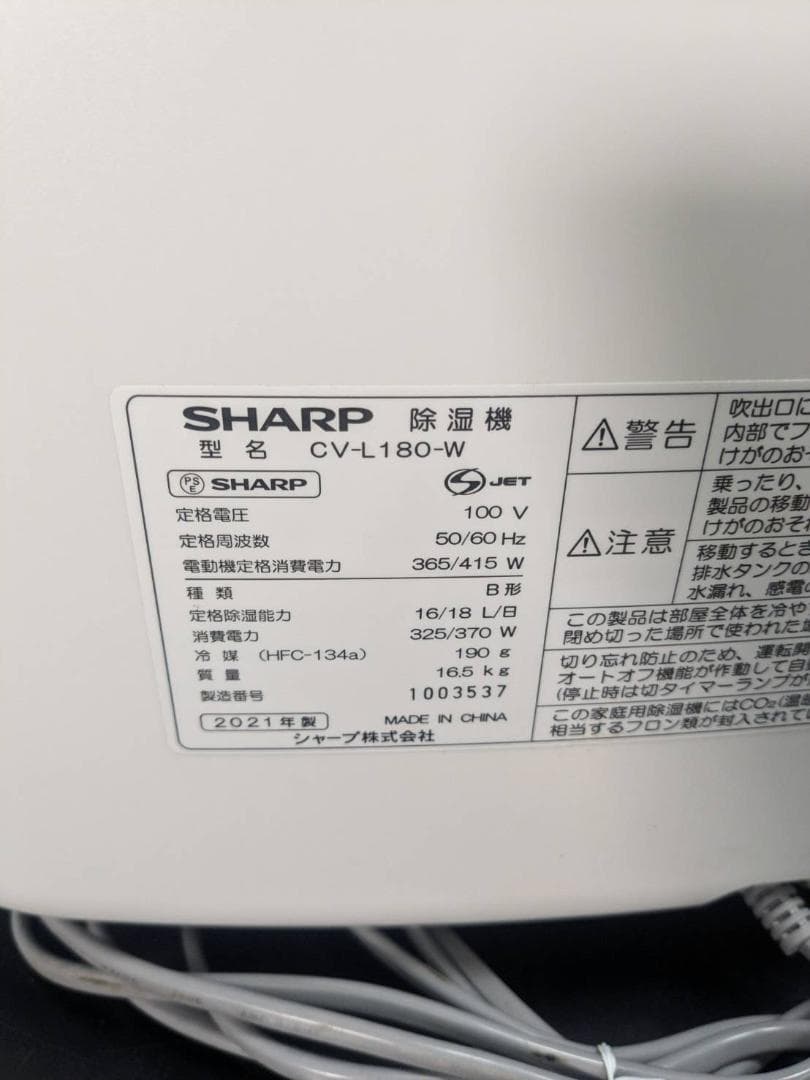 SHARP 除湿機
型名 CV-L180-W
PS E SHARP
S JET
定格電圧 100 V
定格周波数 50/60 Hz
電動機定格消費電力 365/415 W
種類 B形
定格除湿能力 16/18 L/日
消費電力 325/370 W
冷媒 (HFC-134a) 190 g
質量 16.5 kg
製造番号 1003537
2021年製 MADE IN CHINA
シャープ株式会社
⚠警告
吹出口に
内部でフ
けがのおそ
⚠注意
乗ったり、
製品の移動
けがのおそれ
移動するとき
排水タンクの
水漏れ、感電の
この製品は部屋全体を冷や
閉め切った場所で使われた
切り忘れ防止のため、運転開
オートオフ機能が作動して自
(停止時は切タイマーランプが
この家庭用除湿機にはCO₂(温
相当するフロン類が封入されて